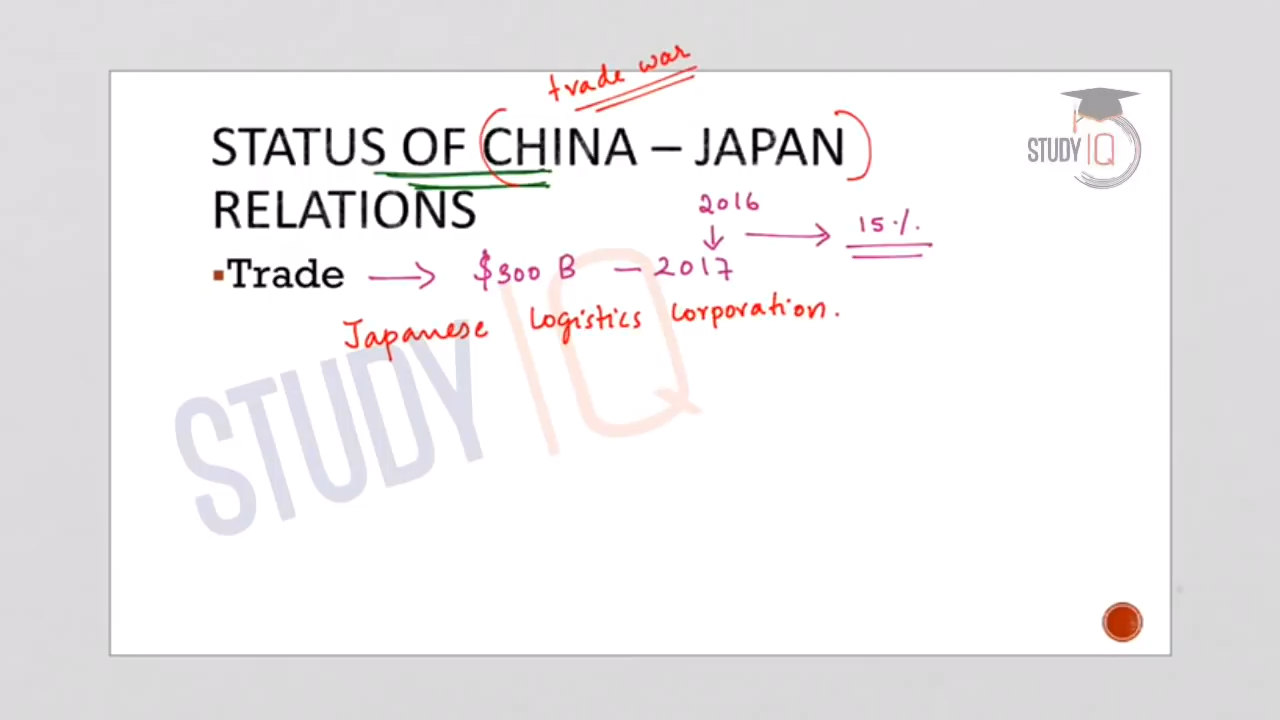 trade war
STATUS OF (CHINA – JAPAN)
RELATIONS
STUDY IQ
2016
↓ → 15%.
▪Trade → $300 B – 2017
Japanese Logistics Corporation.
STUDY IQ